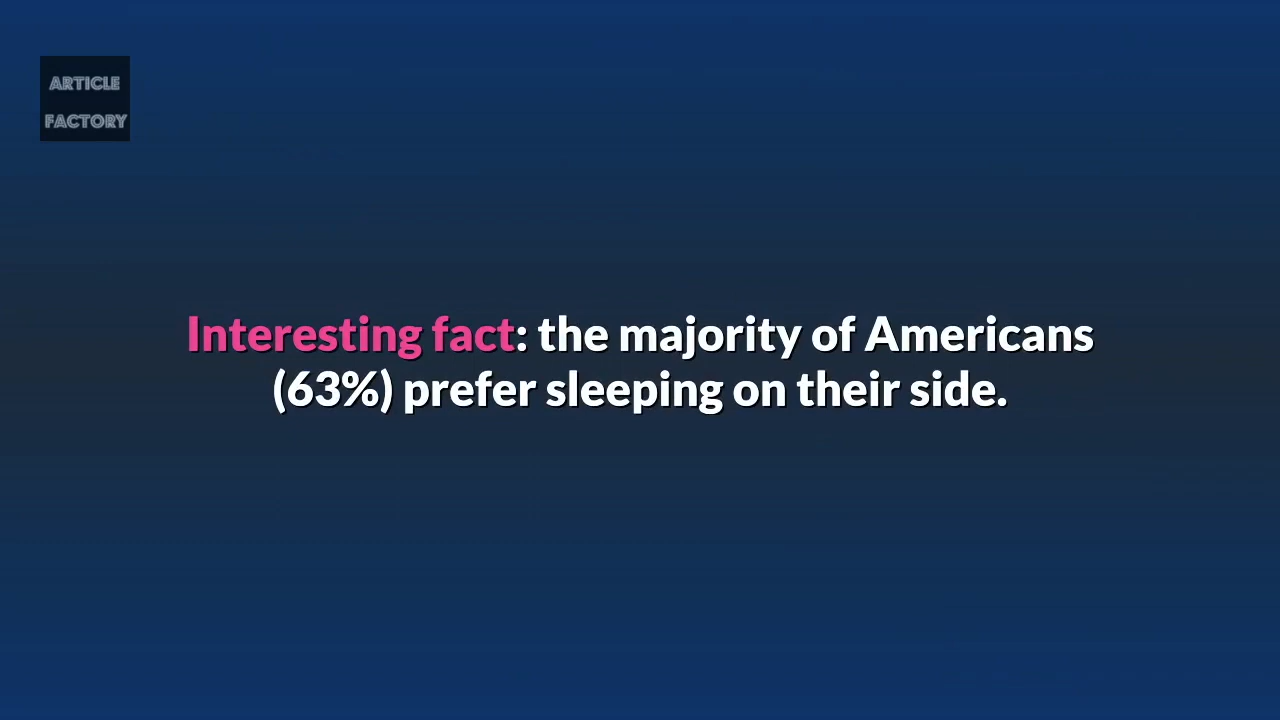 ARTICLE
FACTORY
Interesting fact: the majority of Americans
(63%) prefer sleeping on their side.